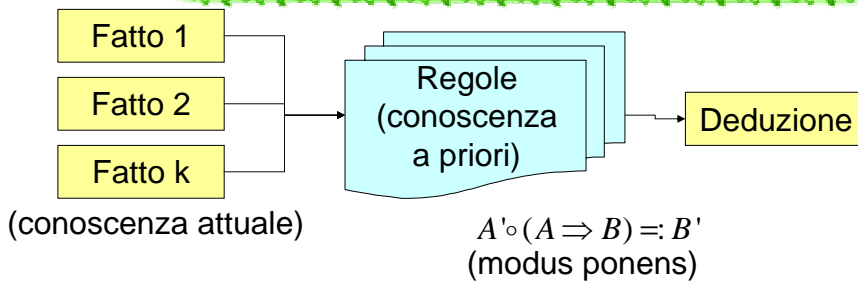 Fatto 1
Fatto 2
Fatto k
(conoscenza attuale)
Regole
(conoscenza
a priori)
Deduzione
A'∘(A ⇒ B) =: B'
(modus ponens)